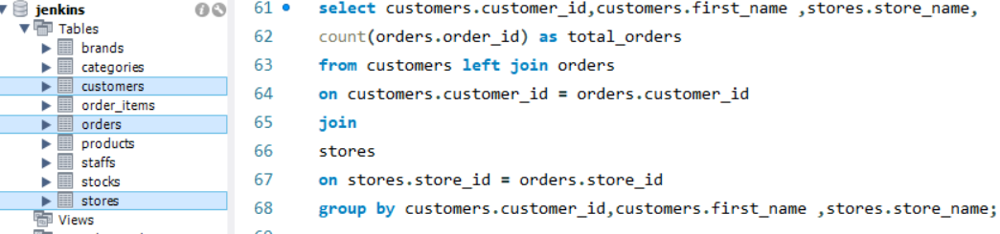 jenkins
Tables
brands
categories
customers
order_items
orders
products
staffs
stocks
stores
Views
61 select customers.customer_id,customers.first_name ,stores.store_name,
62 count(orders.order_id) as total_orders
63 from customers left join orders
64 on customers.customer_id = orders.customer_id
65 join
66 stores
67 on stores.store_id = orders.store_id
68 group by customers.customer_id,customers.first_name ,stores.store_name;